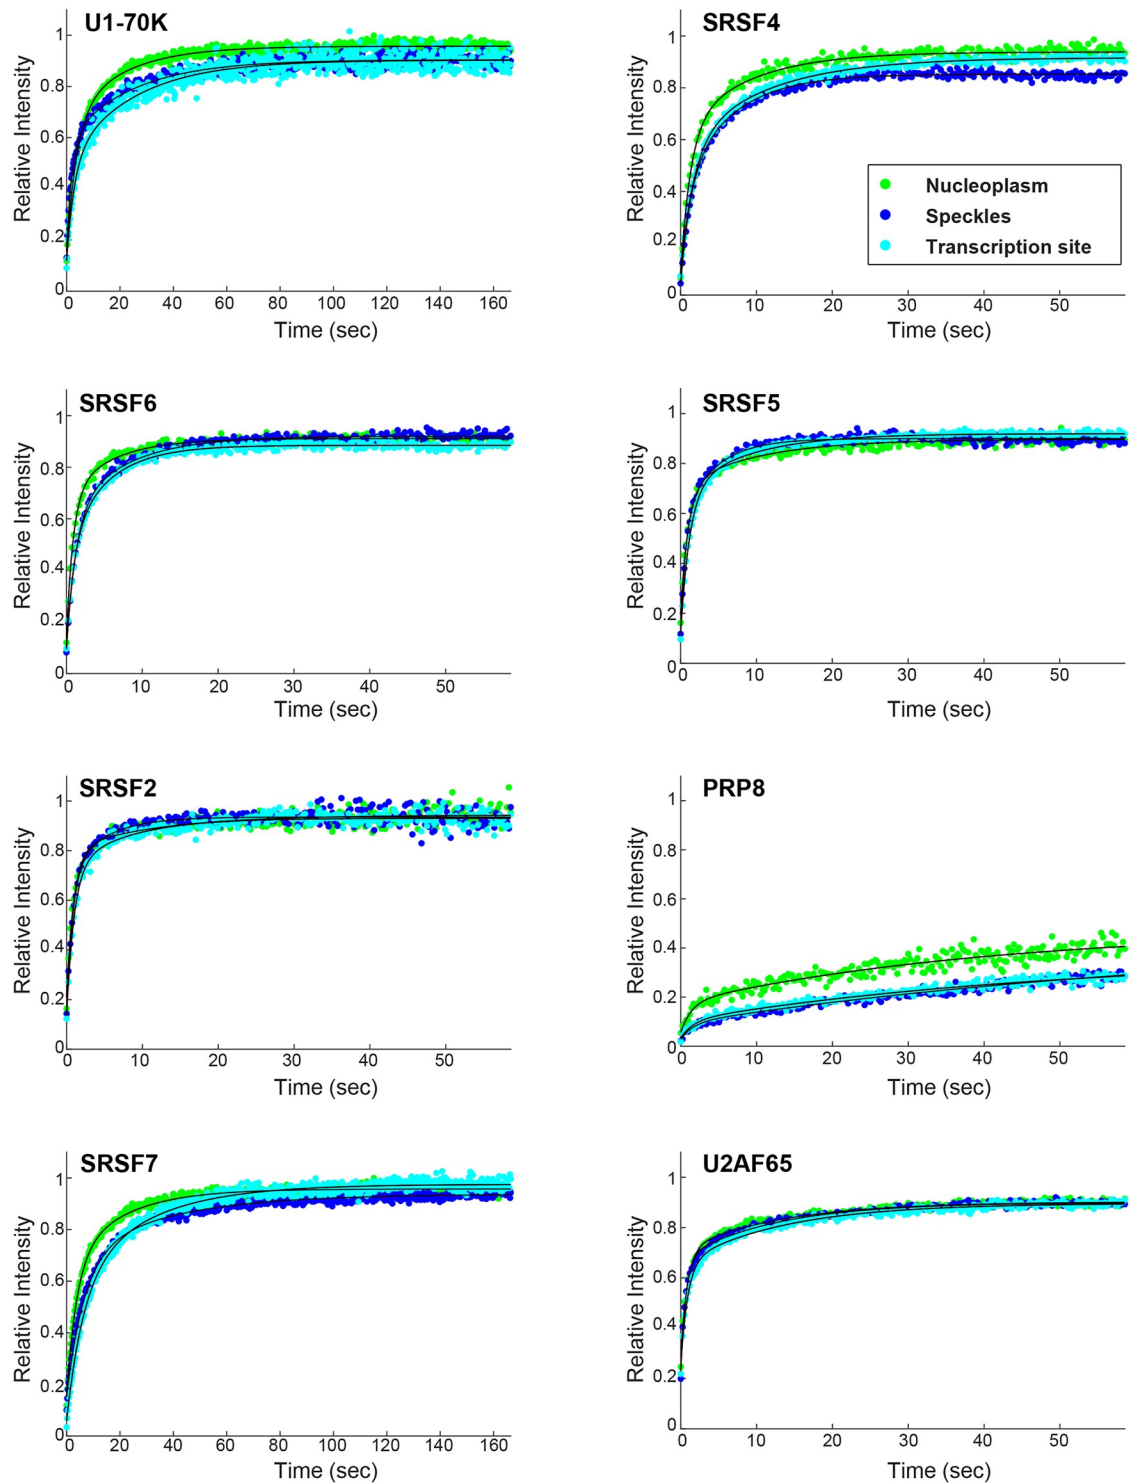 U1-70K
Relative Intensity
1
0.8
0.6
0.4
0.2
0
0 20 40 60 80 100 120 140 160
Time (sec)
SRSF4
Relative Intensity
1
0.8
0.6
0.4
0.2
0
Nucleoplasm
Speckles
Transcription site
0 10 20 30 40 50
Time (sec)
SRSF6
Relative Intensity
1
0.8
0.6
0.4
0.2
0
0 10 20 30 40 50
Time (sec)
SRSF5
Relative Intensity
1
0.8
0.6
0.4
0.2
0
0 10 20 30 40 50
Time (sec)
SRSF2
Relative Intensity
1
0.8
0.6
0.4
0.2
0
0 10 20 30 40 50
Time (sec)
PRP8
Relative Intensity
1
0.8
0.6
0.4
0.2
0
0 10 20 30 40 50
Time (sec)
SRSF7
Relative Intensity
1
0.8
0.6
0.4
0.2
0
0 20 40 60 80 100 120 140 160
Time (sec)
U2AF65
Relative Intensity
1
0.8
0.6
0.4
0.2
0
0 10 20 30 40 50
Time (sec)